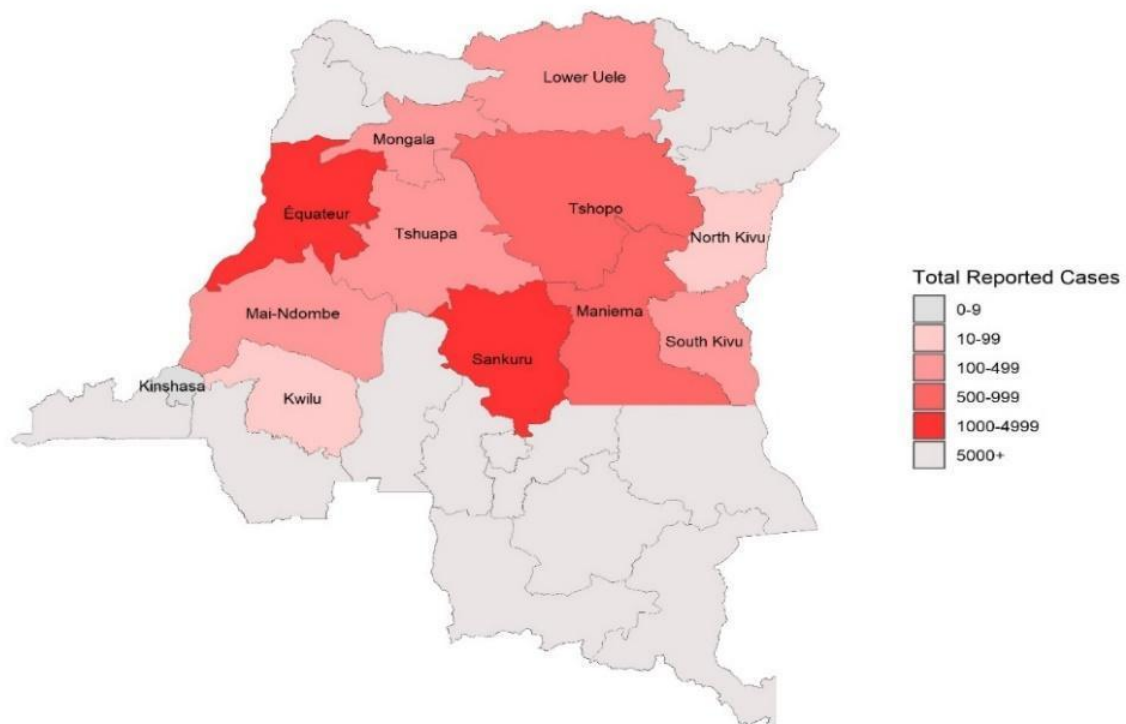 Lower Uele
Mongala
Équateur
Tshopo
Tshuapa
North Kivu
Total Reported Cases
0-9
10-99
100-499
500-999
1000-4999
5000+
Mai-Ndombe
Maniema
South Kivu
Sankuru
Kinshasa
Kwilu